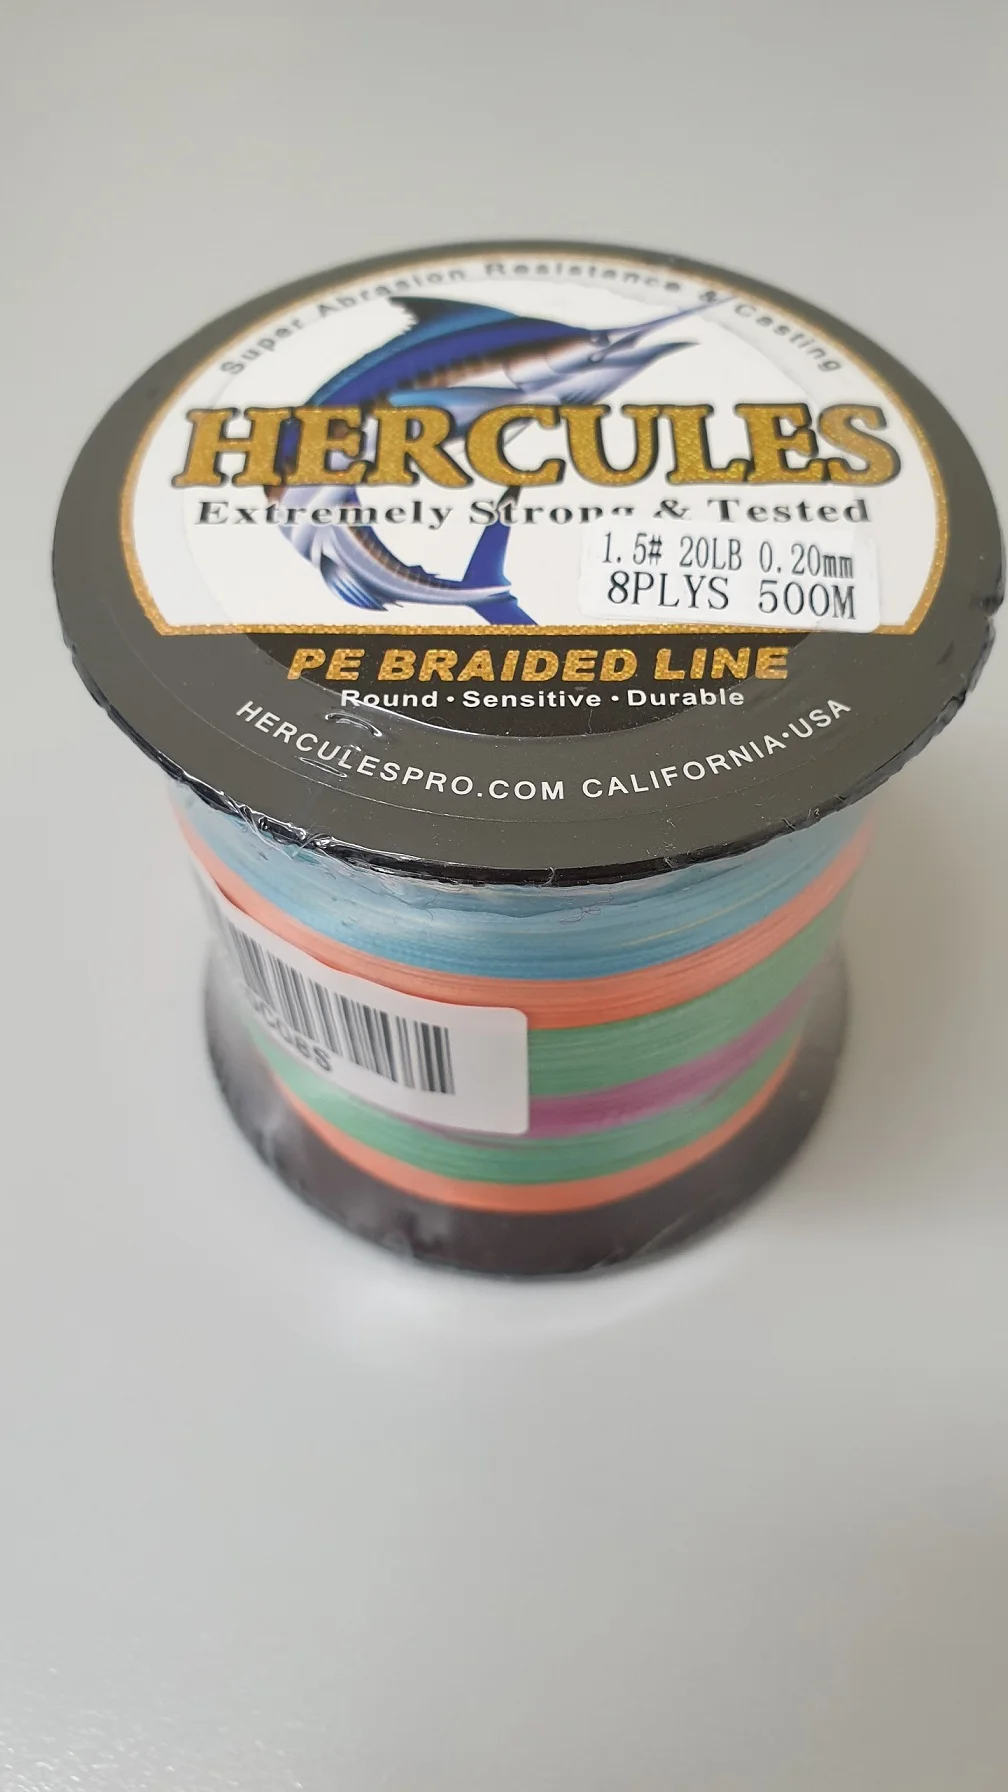 Super Abrasion Resistance & Casting
HERCULES
Extremely Strong & Tested
1.5# 20LB 0.20mm
8PLYS 500M
PE BRAIDED LINE
Round · Sensitive · Durable
HERCULESPRO.COM CALIFORNIA·USA